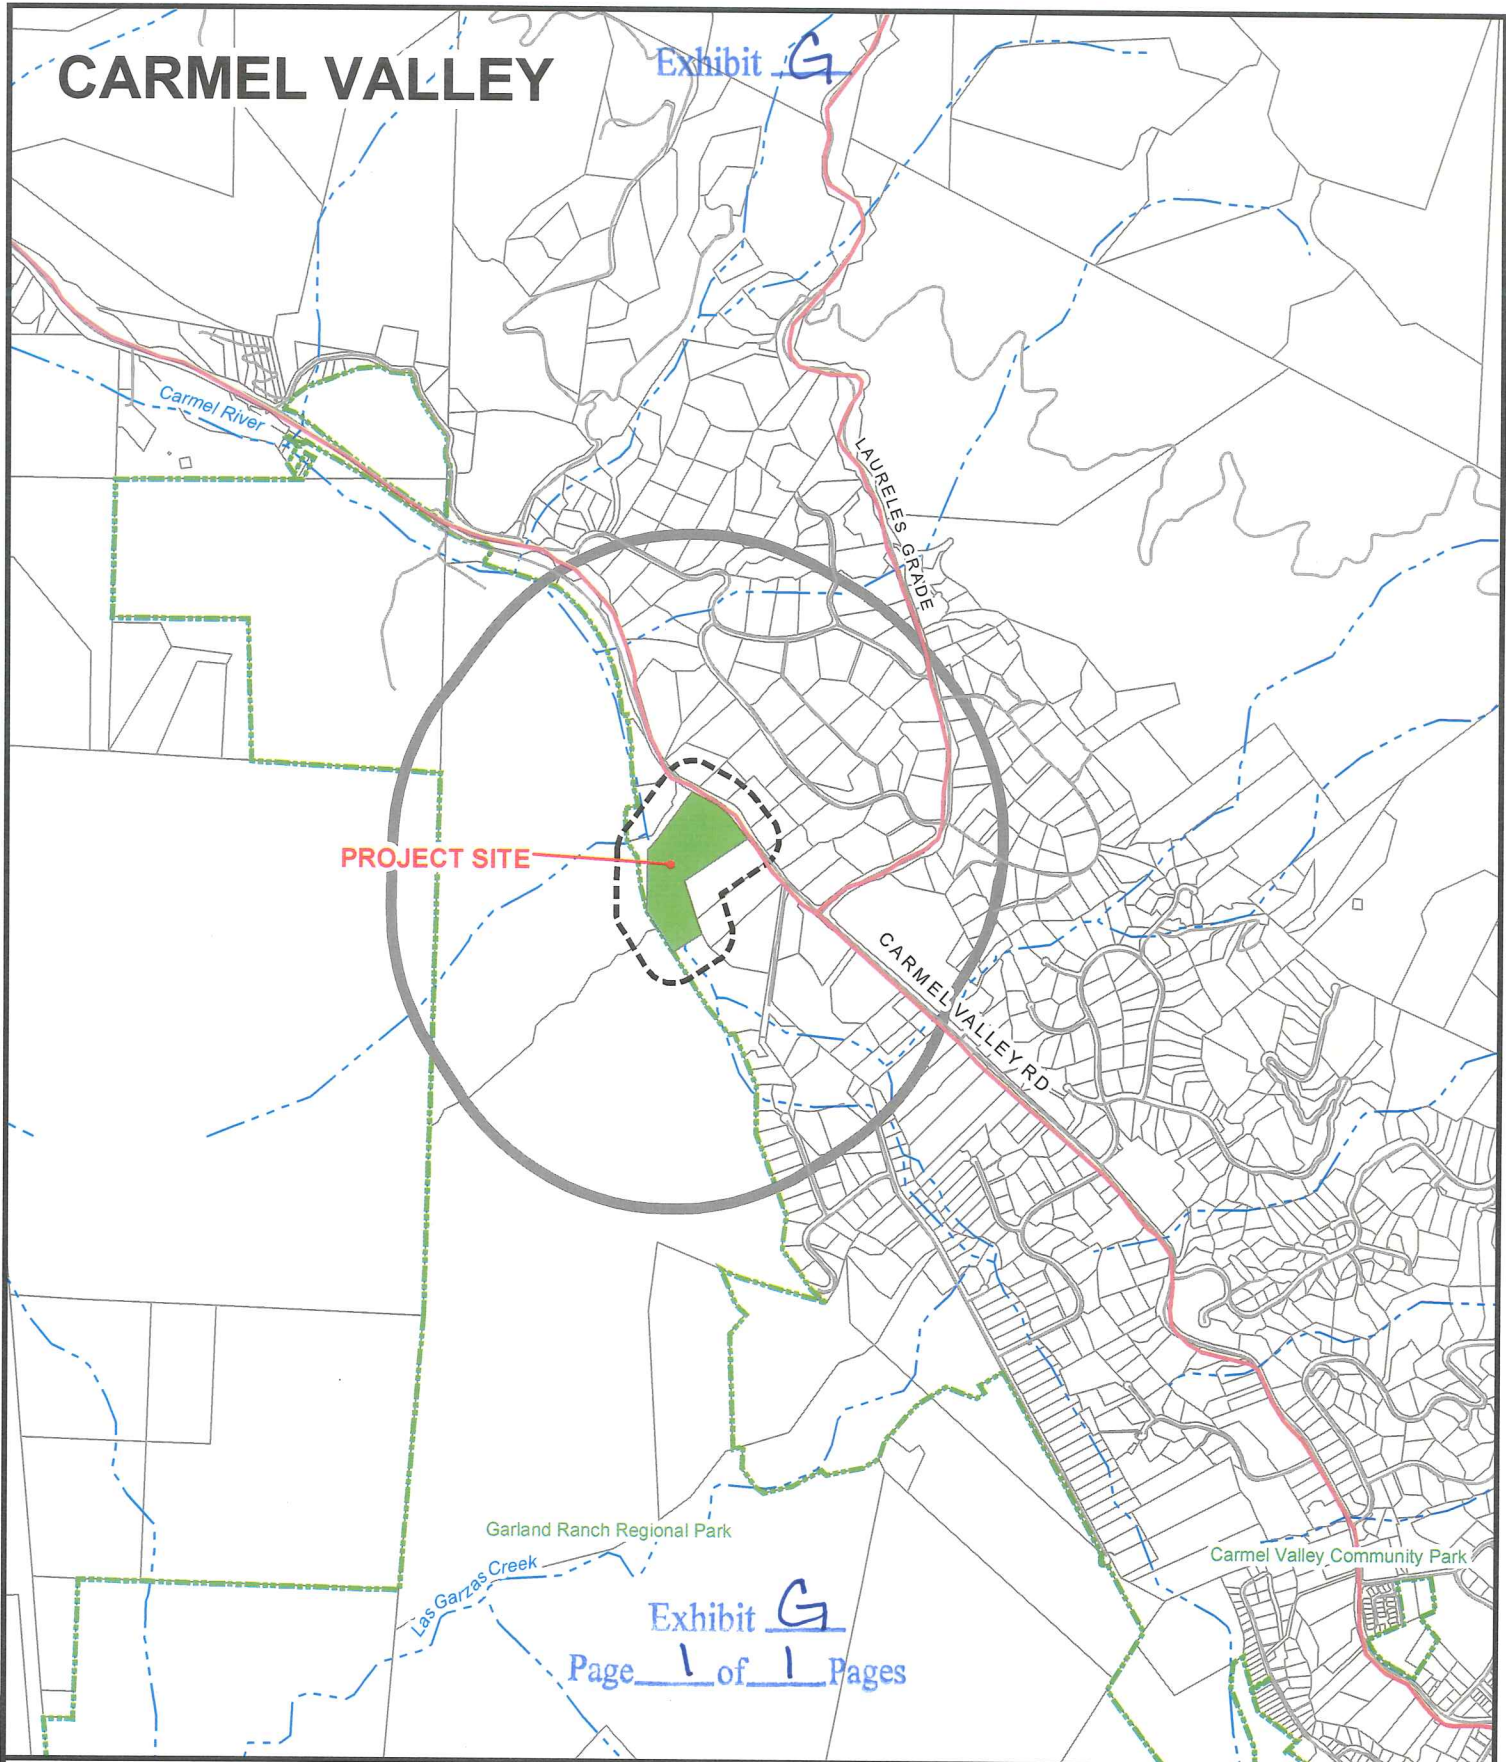 CARMEL VALLEY
Exhibit G
Carmel River
LAURELES GRADE
PROJECT SITE
CARMEL VALLEY RD
Garland Ranch Regional Park
Las Garzas Creek
Carmel Valley Community Park
Exhibit G
Page 1 of 1 Pages